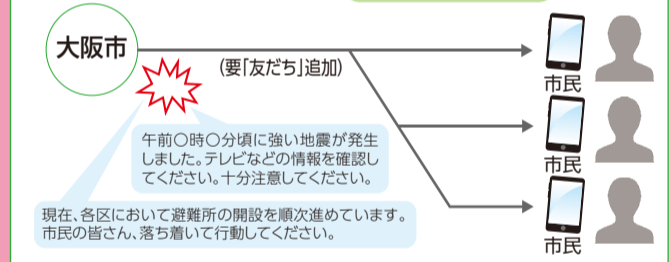 大阪市
(要「友だち」追加)
市民
午前〇時〇分頃に強い地震が発生
しました。テレビなどの情報を確認し
てください。十分注意してください。
市民
現在、各区において避難所の開設を順次進めています。
市民の皆さん、落ち着いて行動してください。
市民